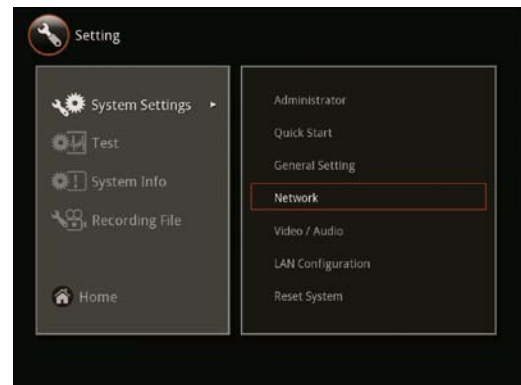 Setting
System Settings
Test
System Info
Recording File
Home
Administrator
Quick Start
General Setting
Network
Video / Audio
LAN Configuration
Reset System